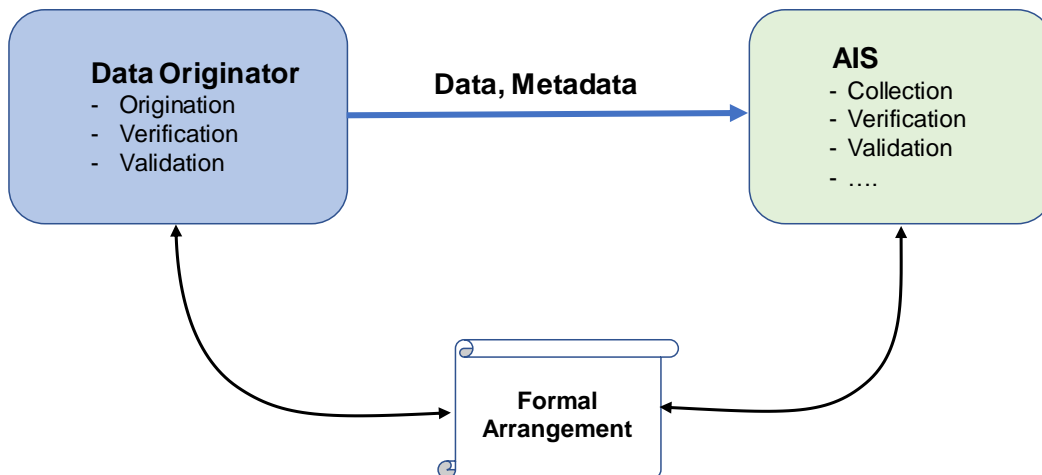 Data Originator
- Origination
- Verification
- Validation
Data, Metadata
AIS
- Collection
- Verification
- Validation
- ....
Formal
Arrangement